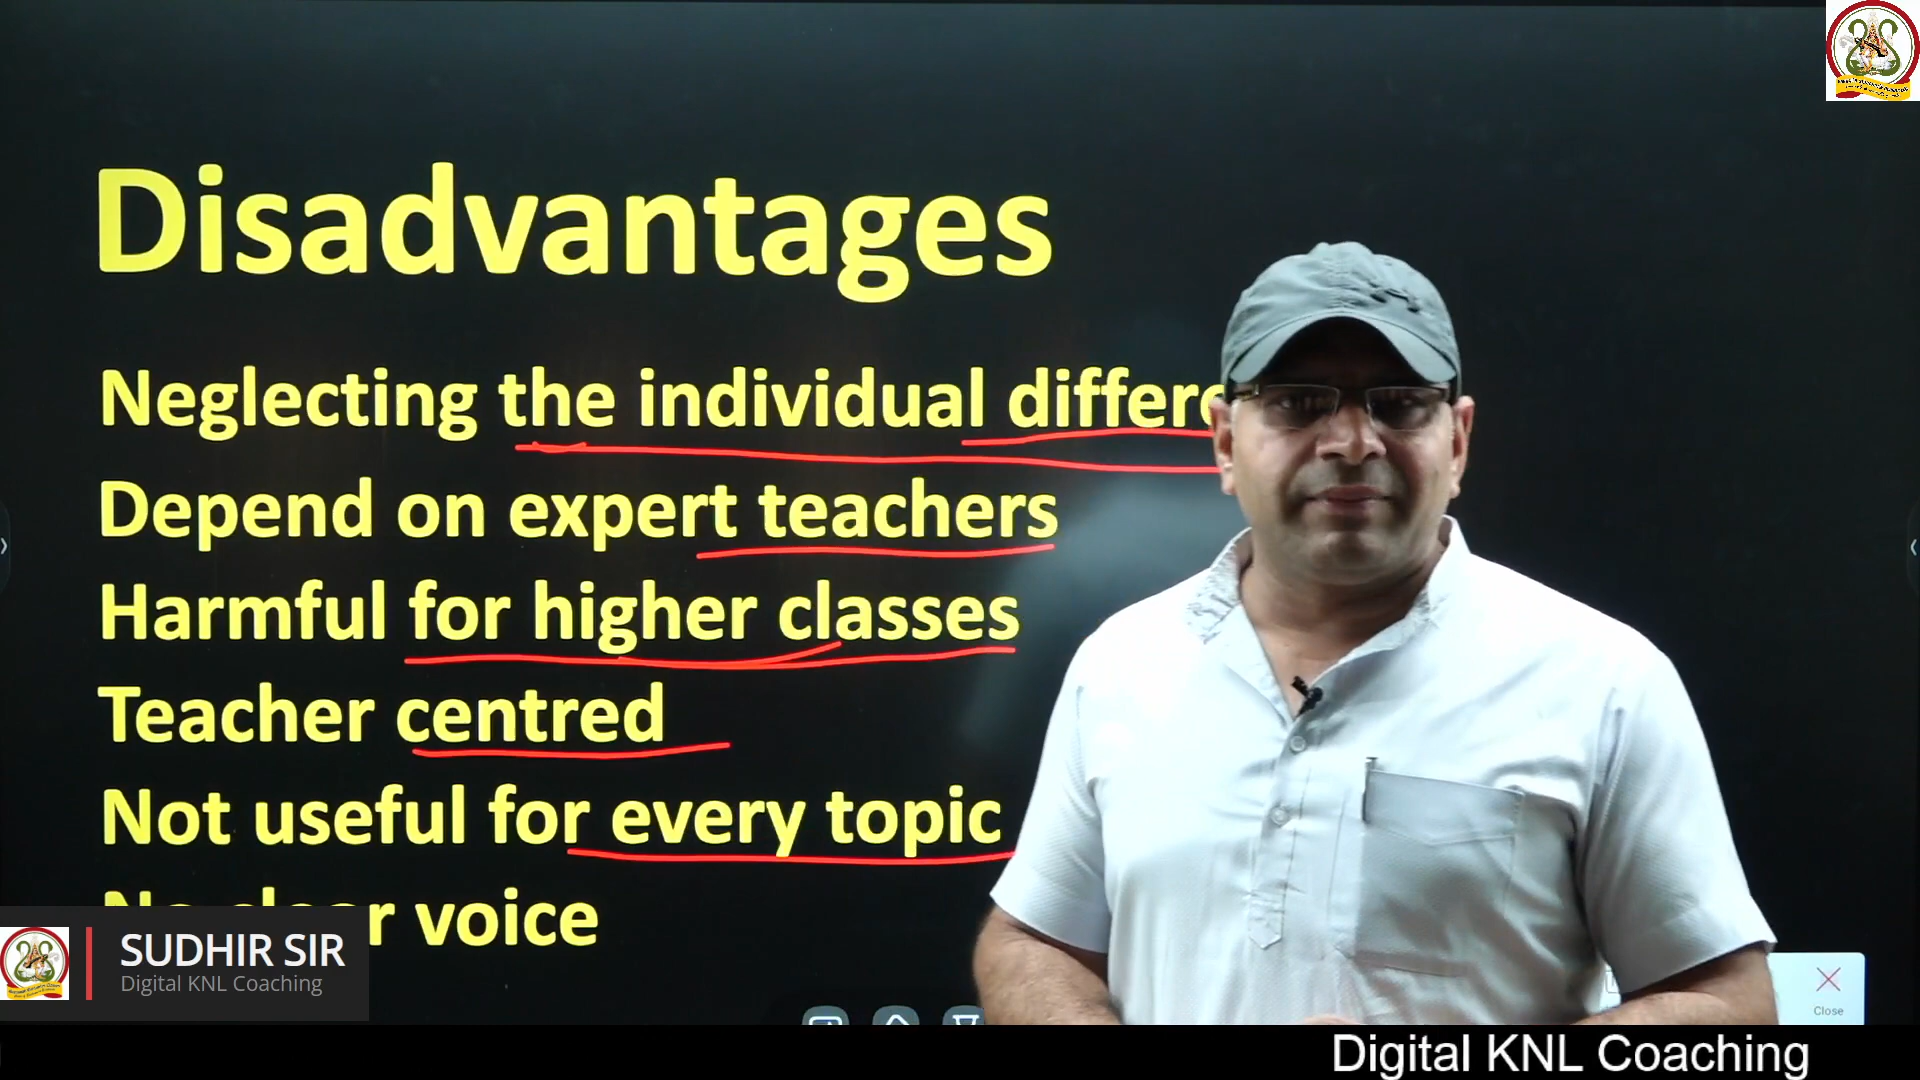 Disadvantages
Neglecting the individual differ
Depend on expert teachers
Harmful for higher classes
Teacher centred
Not useful for every topic
voice
SUDHIR SIR
Digital KNL Coaching
Close
Digital KNL Coaching